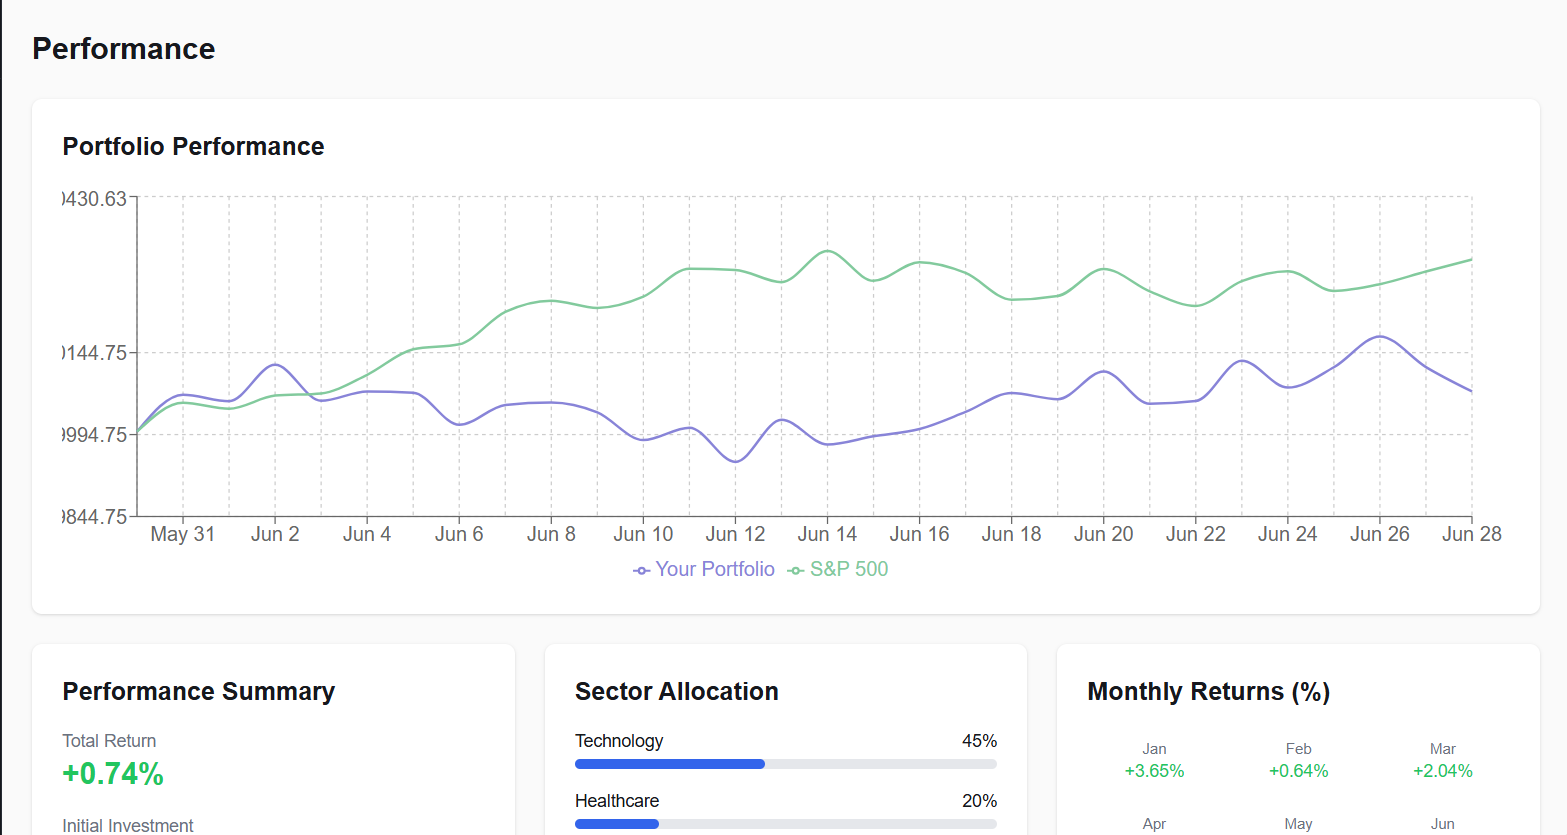 Performance
Portfolio Performance
430.63
144.75
994.75
844.75
May 31 Jun 2 Jun 4 Jun 6 Jun 8 Jun 10 Jun 12 Jun 14 Jun 16 Jun 18 Jun 20 Jun 22 Jun 24 Jun 26 Jun 28
Your Portfolio S&P 500
Performance Summary
Total Return
+0.74%
Initial Investment
Sector Allocation
Technology 45%
Healthcare 20%
Monthly Returns (%)
Jan Feb Mar
+3.65% +0.64% +2.04%
Apr May Jun